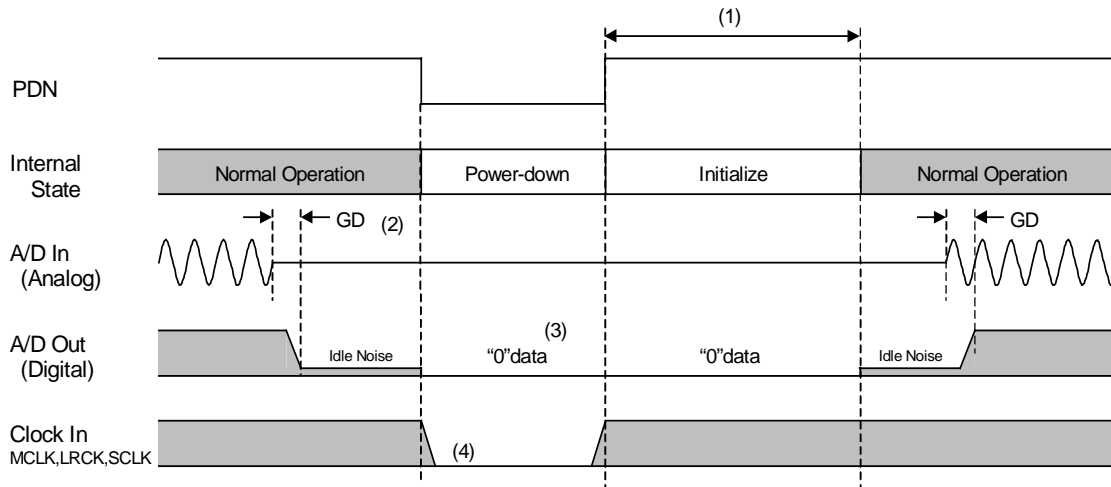 (1)
PDN
Internal
State
Normal Operation
Power-down
Initialize
Normal Operation
GD
(2)
GD
A/D In
(Analog)
A/D Out
(Digital)
Idle Noise
(3)
“0”data
“0”data
Idle Noise
Clock In
MCLK,LRCK,SCLK
(4)